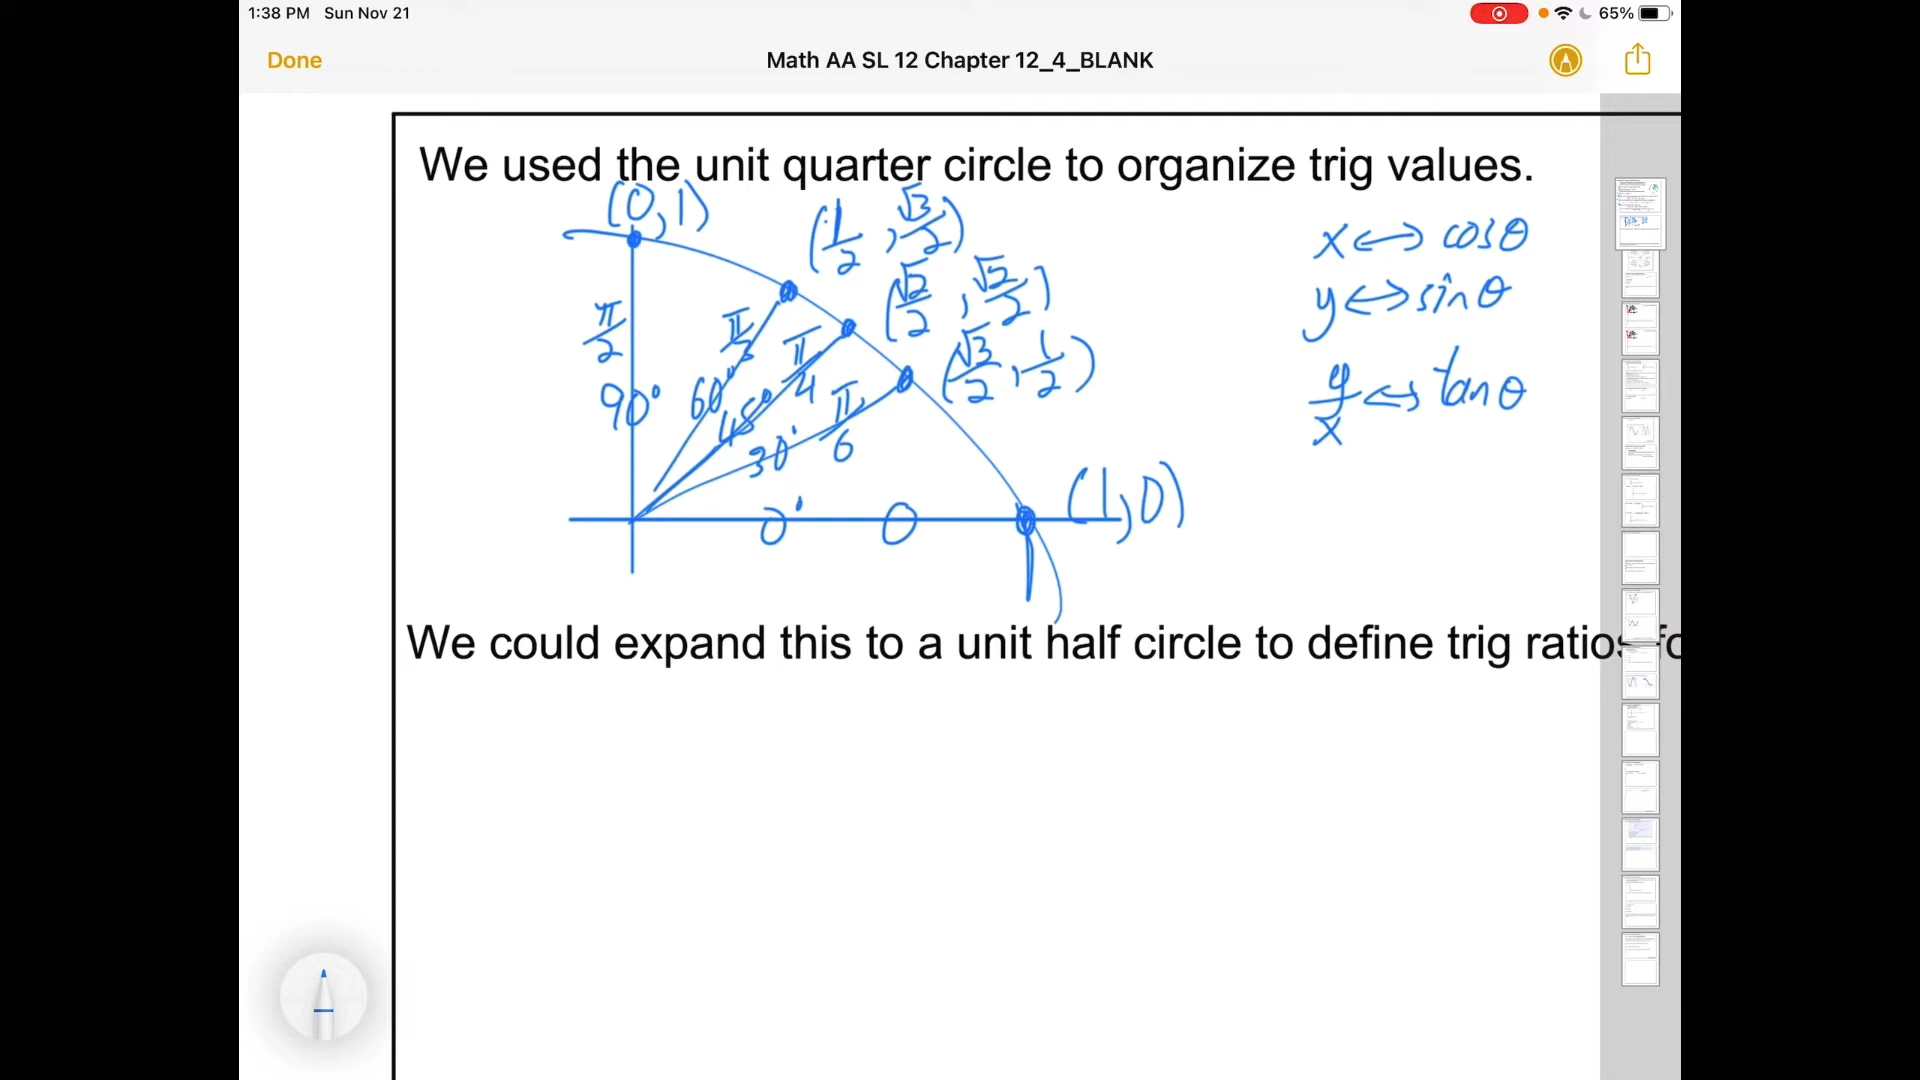 1:38 PM Sun Nov 21
65%
Done
Math AA SL 12 Chapter 12_4_BLANK
We used the unit quarter circle to organize trig values.
(0,1)
(1/2, √3/2)
(√2/2, √2/2)
(√3/2, 1/2)
x ↔ cosθ
y ↔ sinθ
y/x ↔ tanθ
π/2
90°
π/3
60°
π/4
45°
π/6
30°
0° 0
(1,0)
We could expand this to a unit half circle to define trig ratios